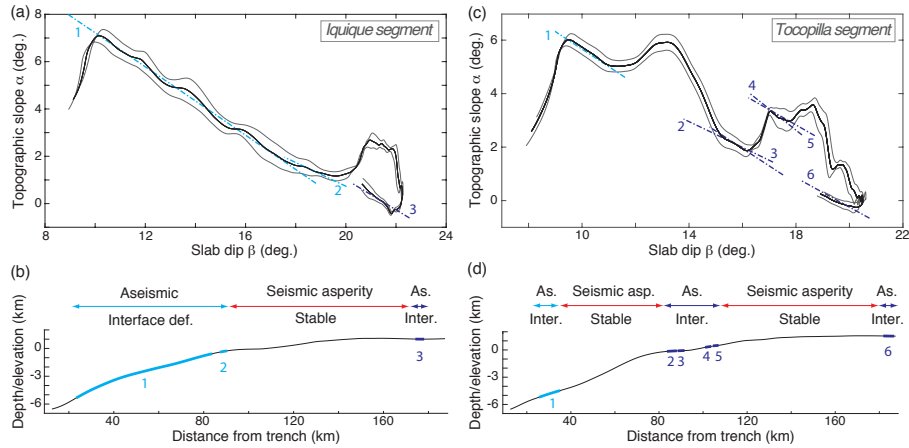 (a)
Iquique segment
Topographic slope α (deg.)
8
6
4
2
0
1
2
3
8 12 16 20 24
Slab dip β (deg.)
(c)
Tocopilla segment
Topographic slope α (deg.)
8
6
4
2
0
1
2
3
4
5
6
10 14 18 22
Slab dip β (deg.)
(b)
Aseismic Seismic asperity As.
Interface def. Stable Inter.
Depth/elevation (km)
0
-3
-6
1
2
3
40 80 120 160
Distance from trench (km)
(d)
As. Seismic asp. As. Seismic asperity As.
Inter. Stable Inter. Stable Inter.
Depth/elevation (km)
0
-3
-6
1
2 3
4 5
6
40 80 120 160
Distance from trench (km)